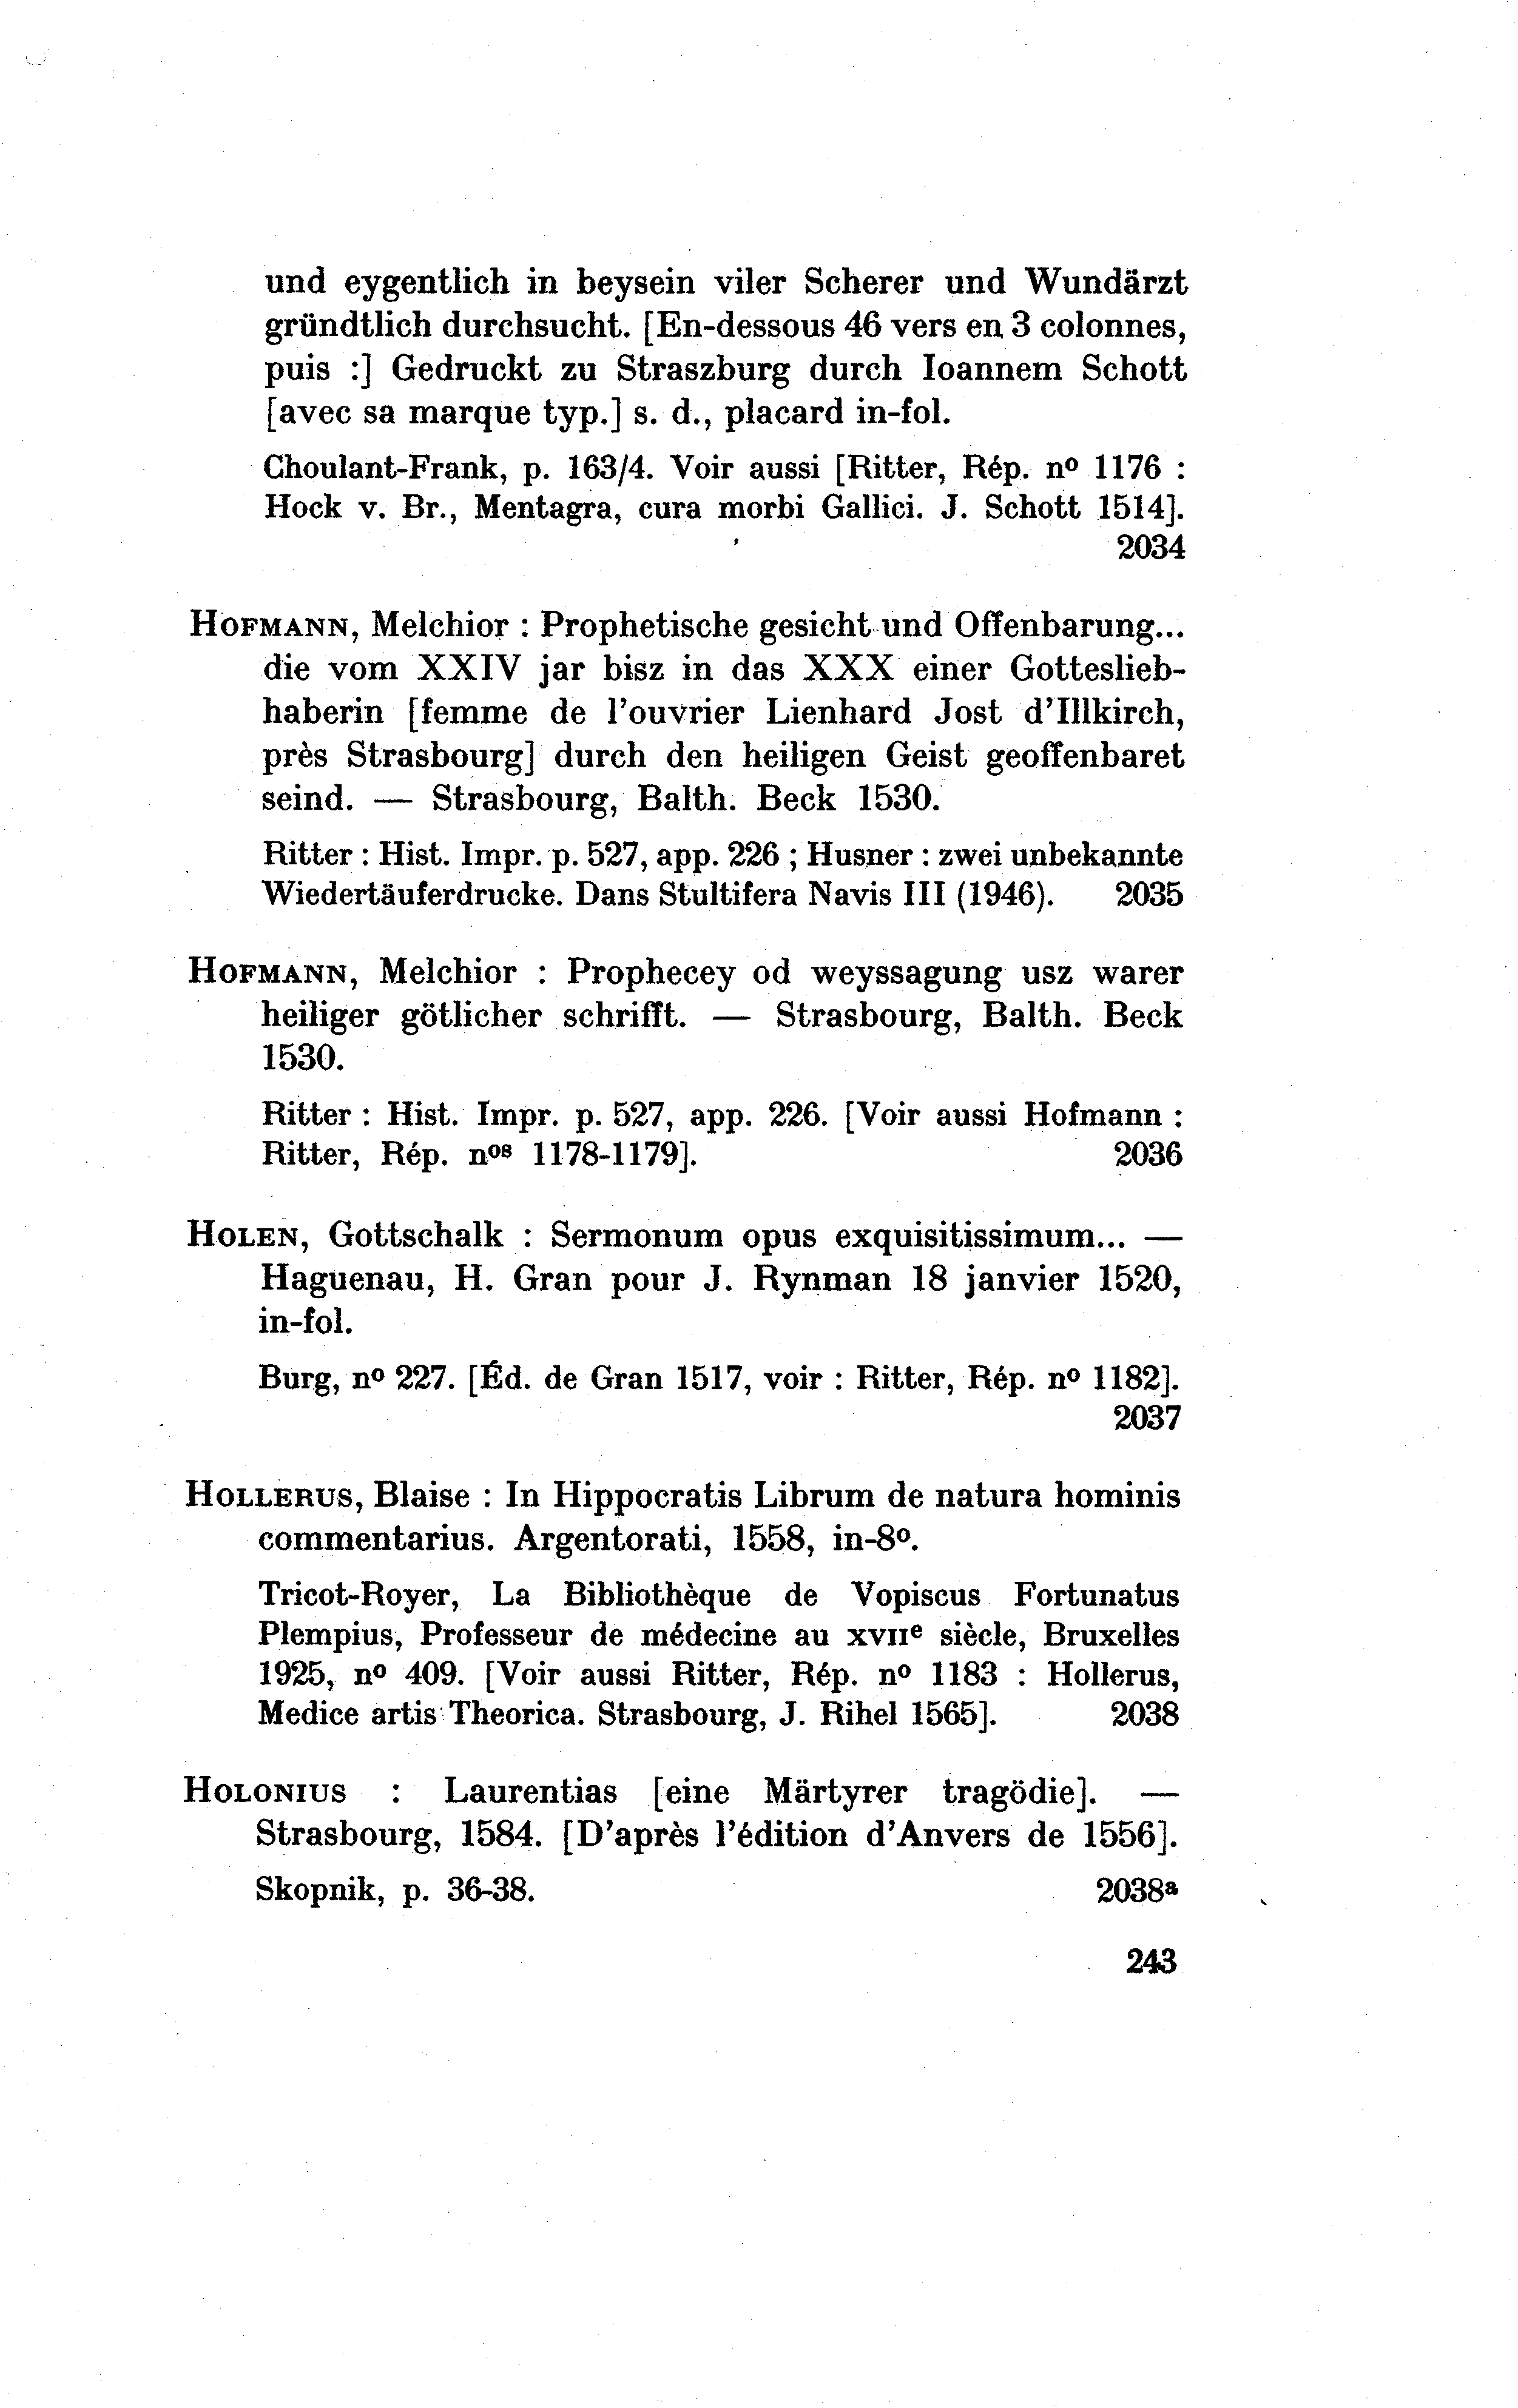 und eygentlich in beysein viler Scherer und Wundärzt
gründtlich durchsucht. [En-dessous 46 vers en 3 colonnes,
puis :] Gedruckt zu Straszburg durch Ioannem Schott
[avec sa marque typ.] s. d., placard in-fol.
Choulant-Frank, p. 163/4. Voir aussi [Ritter, Rép. nº 1176 :
Hock v. Br., Mentagra, cura morbi Gallici. J. Schott 1514].
2034
HOFMANN, Melchior : Prophetische gesicht und Offenbarung...
die vom XXIV jar bisz in das XXX einer Gotteslieb-
haberin [femme de l'ouvrier Lienhard Jost d'Illkirch,
près Strasbourg] durch den heiligen Geist geoffenbaret
seind. — Strasbourg, Balth. Beck 1530.
Ritter : Hist. Impr. p. 527, app. 226 ; Husner : zwei unbekannte
Wiedertäuferdrucke. Dans Stultifera Navis III (1946). 2035
HOFMANN, Melchior : Prophecey od weyssagung usz warer
heiliger götlicher schrifft. — Strasbourg, Balth. Beck
1530.
Ritter : Hist. Impr. p. 527, app. 226. [Voir aussi Hofmann :
Ritter, Rép. nos 1178-1179]. 2036
HOLEN, Gottschalk : Sermonum opus exquisitissimum... —
Haguenau, H. Gran pour J. Rynman 18 janvier 1520,
in-fol.
Burg, nº 227. [Éd. de Gran 1517, voir : Ritter, Rép. nº 1182].
2037
HOLLERUS, Blaise : In Hippocratis Librum de natura hominis
commentarius. Argentorati, 1558, in-8º.
Tricot-Royer, La Bibliothèque de Vopiscus Fortunatus
Plempius, Professeur de médecine au XVIIe siècle, Bruxelles
1925, nº 409. [Voir aussi Ritter, Rép. nº 1183 : Hollerus,
Medice artis Theorica. Strasbourg, J. Rihel 1565]. 2038
HOLONIUS : Laurentias [eine Märtyrer tragödie]. —
Strasbourg, 1584. [D'après l'édition d'Anvers de 1556].
Skopnik, p. 36-38. 2038a
243